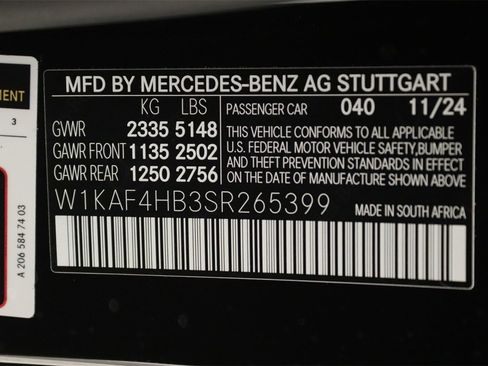 MFD BY MERCEDES-BENZ AG STUTTGART
KG LBS
GVWR 2335 5148
GAWR FRONT 1135 2502
GAWR REAR 1250 2756
PASSENGER CAR 040 11/24
THIS VEHICLE CONFORMS TO ALL APPLICABLE
U.S. FEDERAL MOTOR VEHICLE SAFETY, BUMPER
AND THEFT PREVENTION STANDARDS IN EFFECT
ON THE DATE OF MANUFACTURE SHOWN ABOVE
W1KAF4HB3SR265399
MADE IN SOUTH AFRICA
MENT
3
A 206 584 74 03